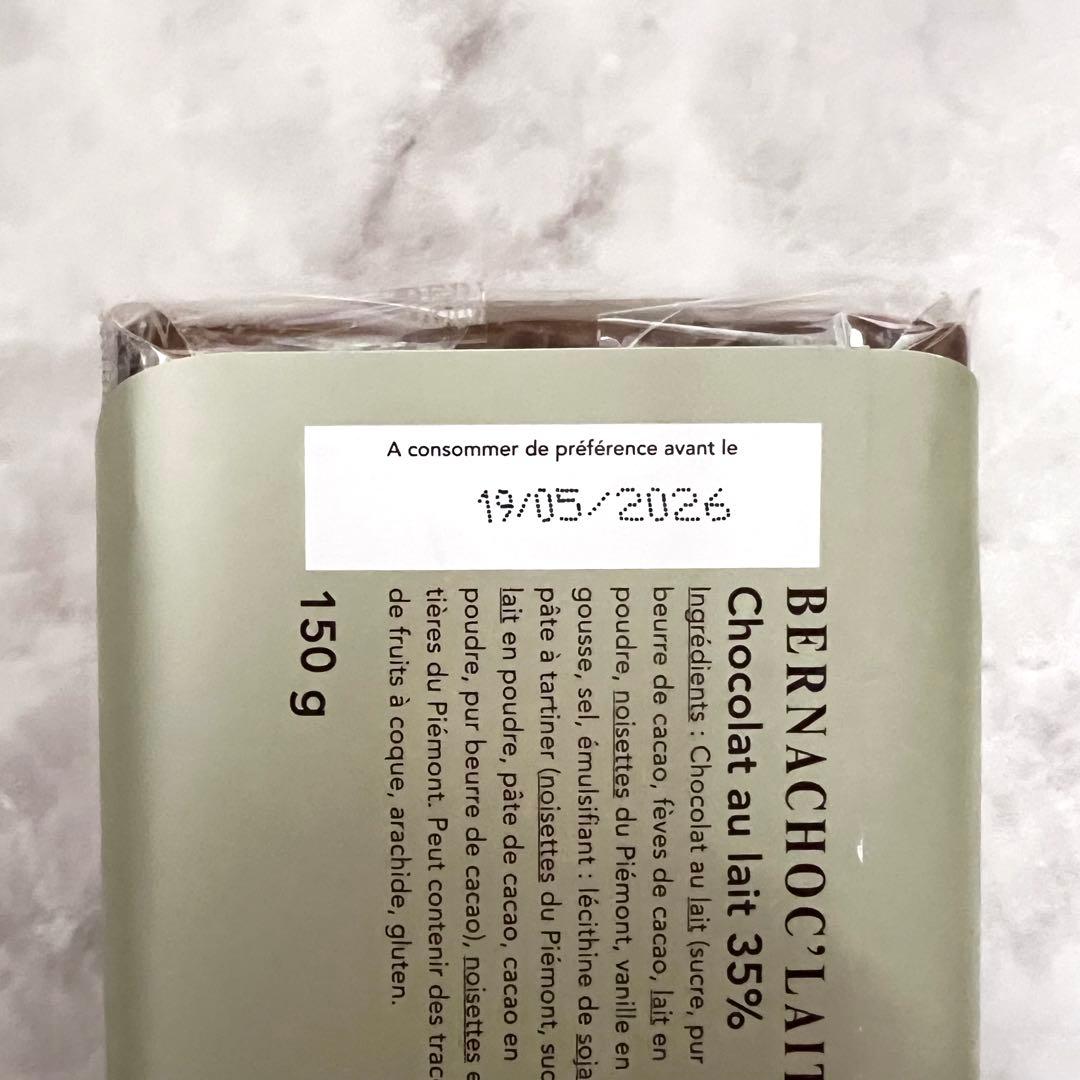 A consommer de préférence avant le
19/05/2026
BERNACHOC'LAIT
Chocolat au lait 35%
Ingrédients : Chocolat au lait (sucre, pur
beurre de cacao, fèves de cacao, lait en
poudre, noisettes du Piémont, vanille en
gousse, sel, émulsifiant : lécithine de soja
pâte à tartiner (noisettes du Piémont,
lait en poudre, pâte de cacao, cacao en
poudre, pur beurre de cacao), noisettes
tières du Piémont. Peut contenir des
de fruits à coque, arachide, gluten.
150 g